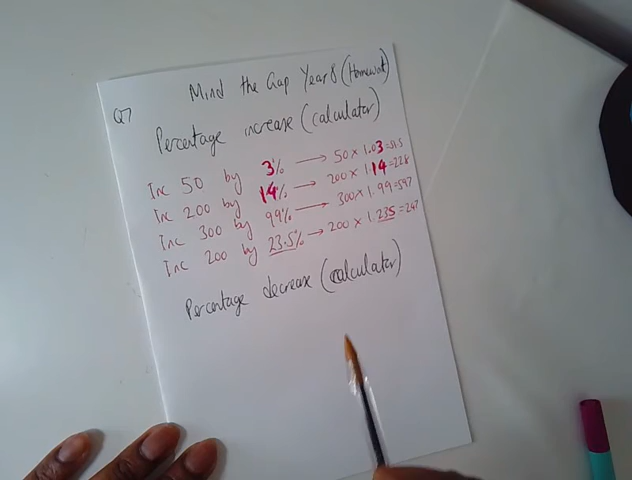 Mind the Gap Year 8 (Homework)
Q7
Percentage increase (calculator)
Inc 50 by 3% → 50 x 1.03=51.5
Inc 200 by 14% → 200 x 1.14=228
Inc 300 by 99% → 300 x 1.99=597
Inc 200 by 23.5% → 200 x 1.235=247
Percentage decrease (calculator)